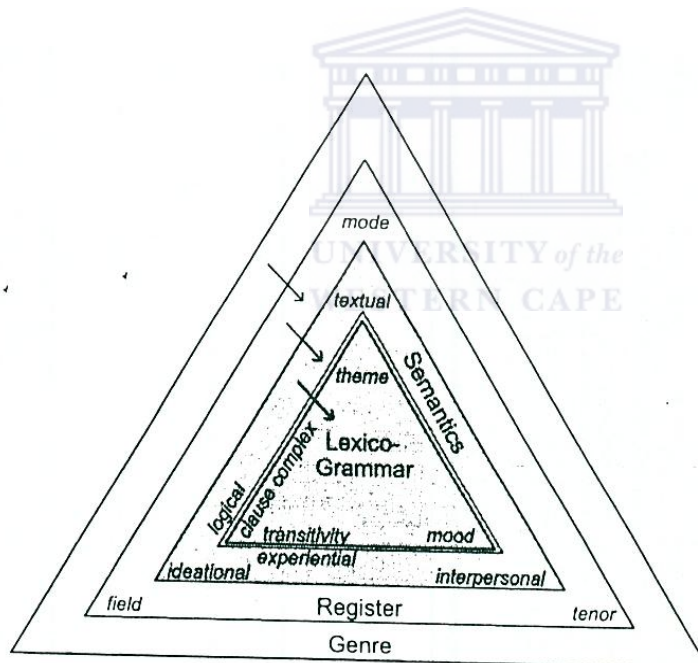 mode
UNIVERSITY of the
WESTERN CAPE
textual
theme
Semantics
Lexico-
Grammar
logical
clause complex
transitivity
mood
experiential
ideational
interpersonal
field
Register
tenor
Genre